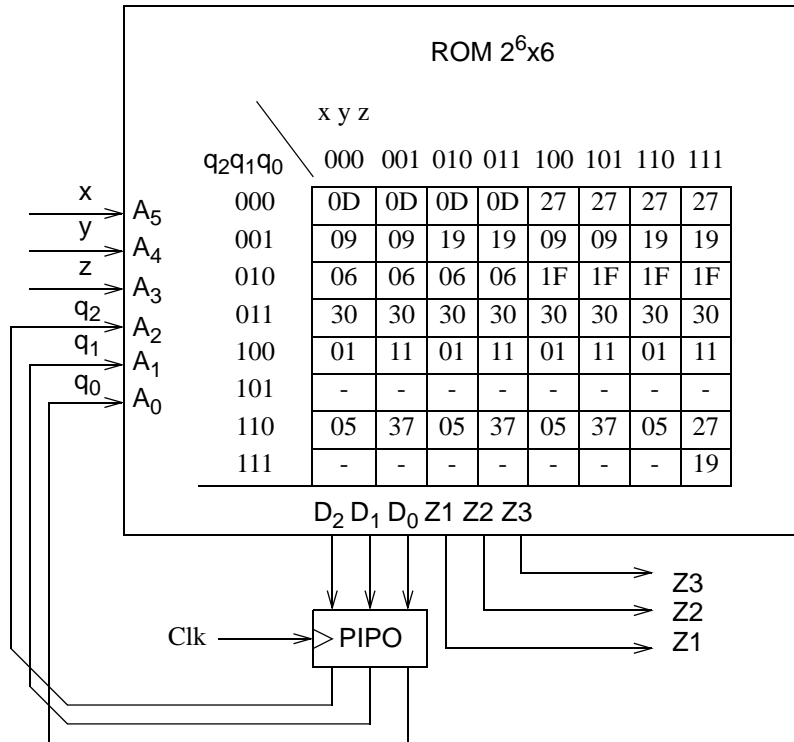 ROM 2⁶x6
x y z
q₂q₁q₀ 000 001 010 011 100 101 110 111
x A₅ 000 0D 0D 0D 0D 27 27 27 27
y A₄ 001 09 09 19 19 09 09 19 19
z A₃ 010 06 06 06 06 1F 1F 1F 1F
q₂ A₂ 011 30 30 30 30 30 30 30 30
q₁ A₁ 100 01 11 01 11 01 11 01 11
q₀ A₀ 101 - - - - - - - -
110 05 37 05 37 05 37 05 27
111 - - - - - - - 19
D₂ D₁ D₀ Z1 Z2 Z3
Z3
Z2
Clk PIPO Z1